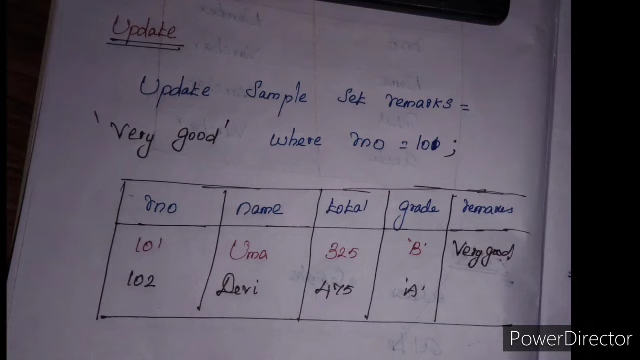 Update
Update Sample Set remarks =
'Very good' where rno = 101;
rno name total grade remarks
101 Uma 325 'B' Very good
102 Devi 475 'A'
PowerDirector